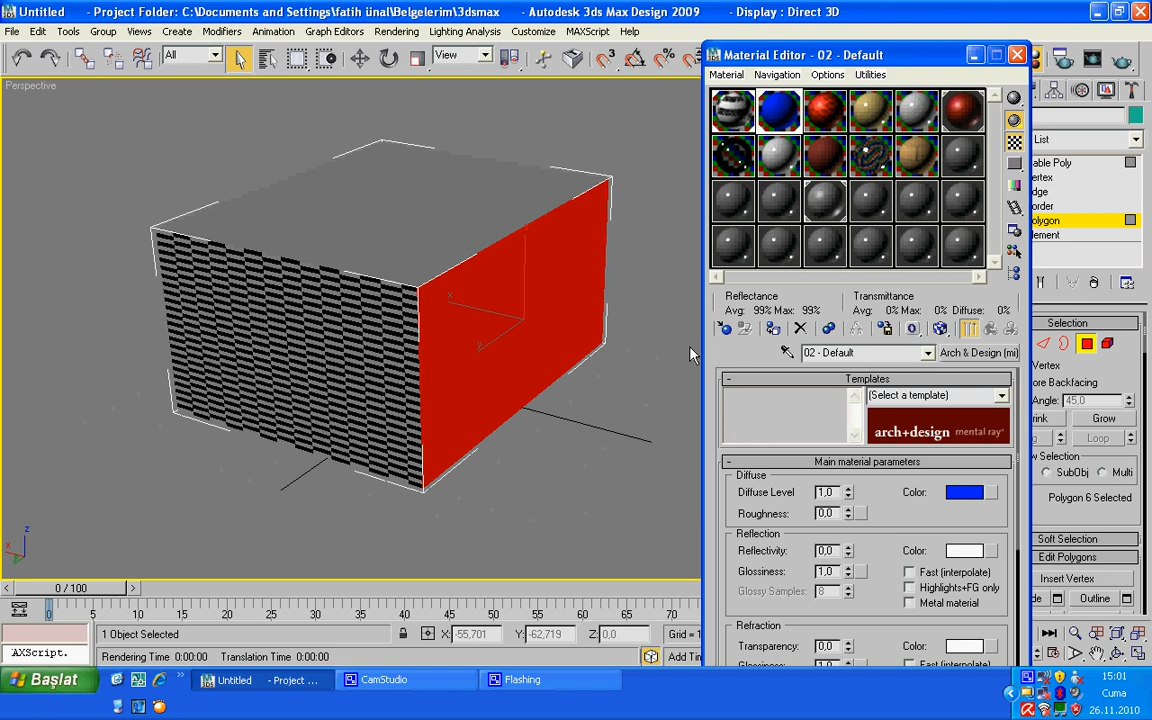 Untitled - Project Folder: C:\Documents and Settings\fatih ünal\Belgelerim\3dsmax - Autodesk 3ds Max Design 2009 - Display : Direct 3D
File Edit Tools Group Views Create Modifiers Animation Graph Editors Rendering Lighting Analysis Customize MAXScript Help
All
View
Perspective
x
y
z
x
Material Editor - 02 - Default
Material Navigation Options Utilities
Reflectance
Avg: 99% Max: 99%
Transmittance
Avg: 0% Max: 0% Diffuse: 0%
02 - Default
Arch & Design (mi)
Templates
(Select a template)
arch+design mental ray
Main material parameters
Diffuse
Diffuse Level 1,0 Color:
Roughness: 0,0
Reflection
Reflectivity: 0,0 Color:
Glossiness: 1,0 Fast (interpolate)
Glossy Samples: 8 Highlights+FG only
Metal material
Refraction
Transparency: 0,0 Color:
List
able Poly
ertex
dge
order
olygon
lement
Selection
Vertex
ore Backfacing
Angle: 45,0
rink Grow
g Loop
w Selection
SubObj Multi
Polygon 6 Selected
Soft Selection
Edit Polygons
Insert Vertex
de Outline
0 / 100
0 5 10 15 20 25 30 35 40 45 50 55 60 65 70
1 Object Selected X: -55,701 Y: -62,719 Z: 0,0 Grid = 1
'AXScript. Rendering Time 0:00:00 Translation Time 0:00:00 Add Tim
Başlat
Untitled - Project ...
CamStudio
Flashing
15:01
Cuma
26.11.2010